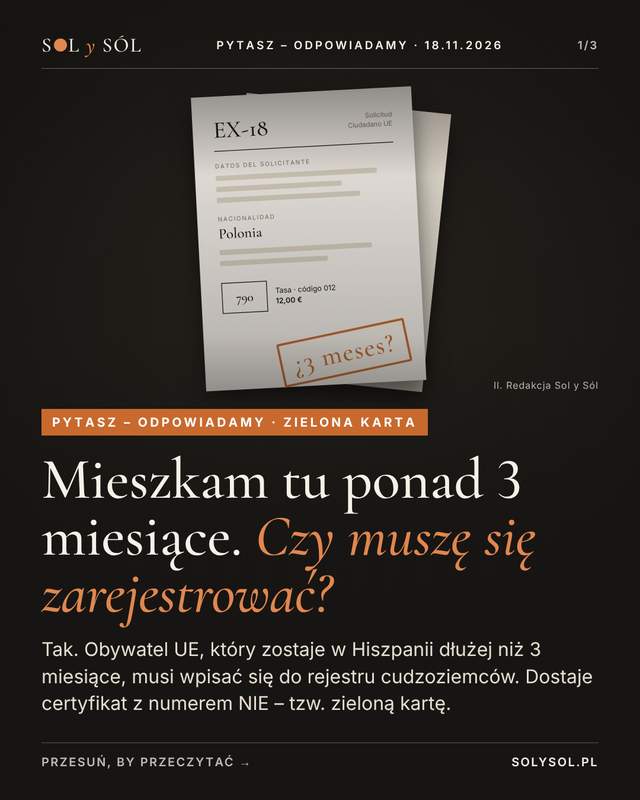 SOL y SÓL
PYTASZ – ODPOWIADAMY · 18.11.2026
1/3
EX-18
Solicitud
Ciudadano UE
DATOS DEL SOLICITANTE
NACIONALIDAD
Polonia
790
Tasa · código 012
12,00 €
¿3 meses?
Il. Redakcja Sol y Sól
PYTASZ – ODPOWIADAMY · ZIELONA KARTA
Mieszkam tu ponad 3
miesiące. Czy muszę się
zarejestrować?
Tak. Obywatel UE, który zostaje w Hiszpanii dłużej niż 3
miesiące, musi wpisać się do rejestru cudzoziemców. Dostaje
certyfikat z numerem NIE – tzw. zieloną kartę.
PRZESUŃ, BY PRZECZYTAĆ →
SOLYSOL.PL